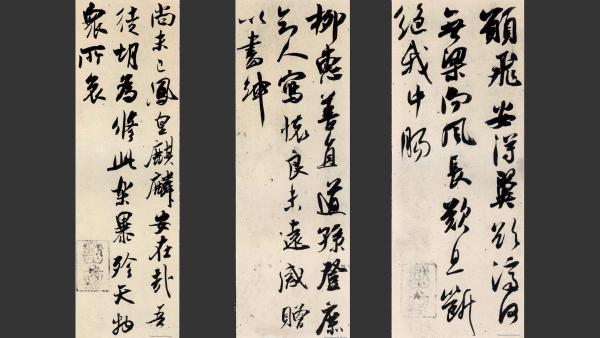 願飛安得翼欲濟河
無梁向風長歎息斷
絕我中腸
柳惠善直道孫登庶
知人寫懷良未遠感贈
以書紳
尚未已鳳皇麒麟安在哉吾
徒胡為此樂暴殄天物
所哀